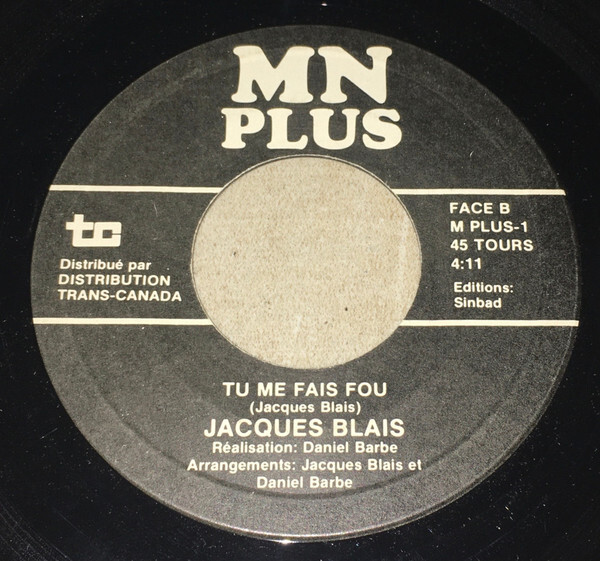 MN
PLUS
tc
Distribué par
DISTRIBUTION
TRANS-CANADA
FACE B
M PLUS-1
45 TOURS
4:11
Editions:
Sinbad
TU ME FAIS FOU
(Jacques Blais)
JACQUES BLAIS
Réalisation: Daniel Barbe
Arrangements: Jacques Blais et
Daniel Barbe